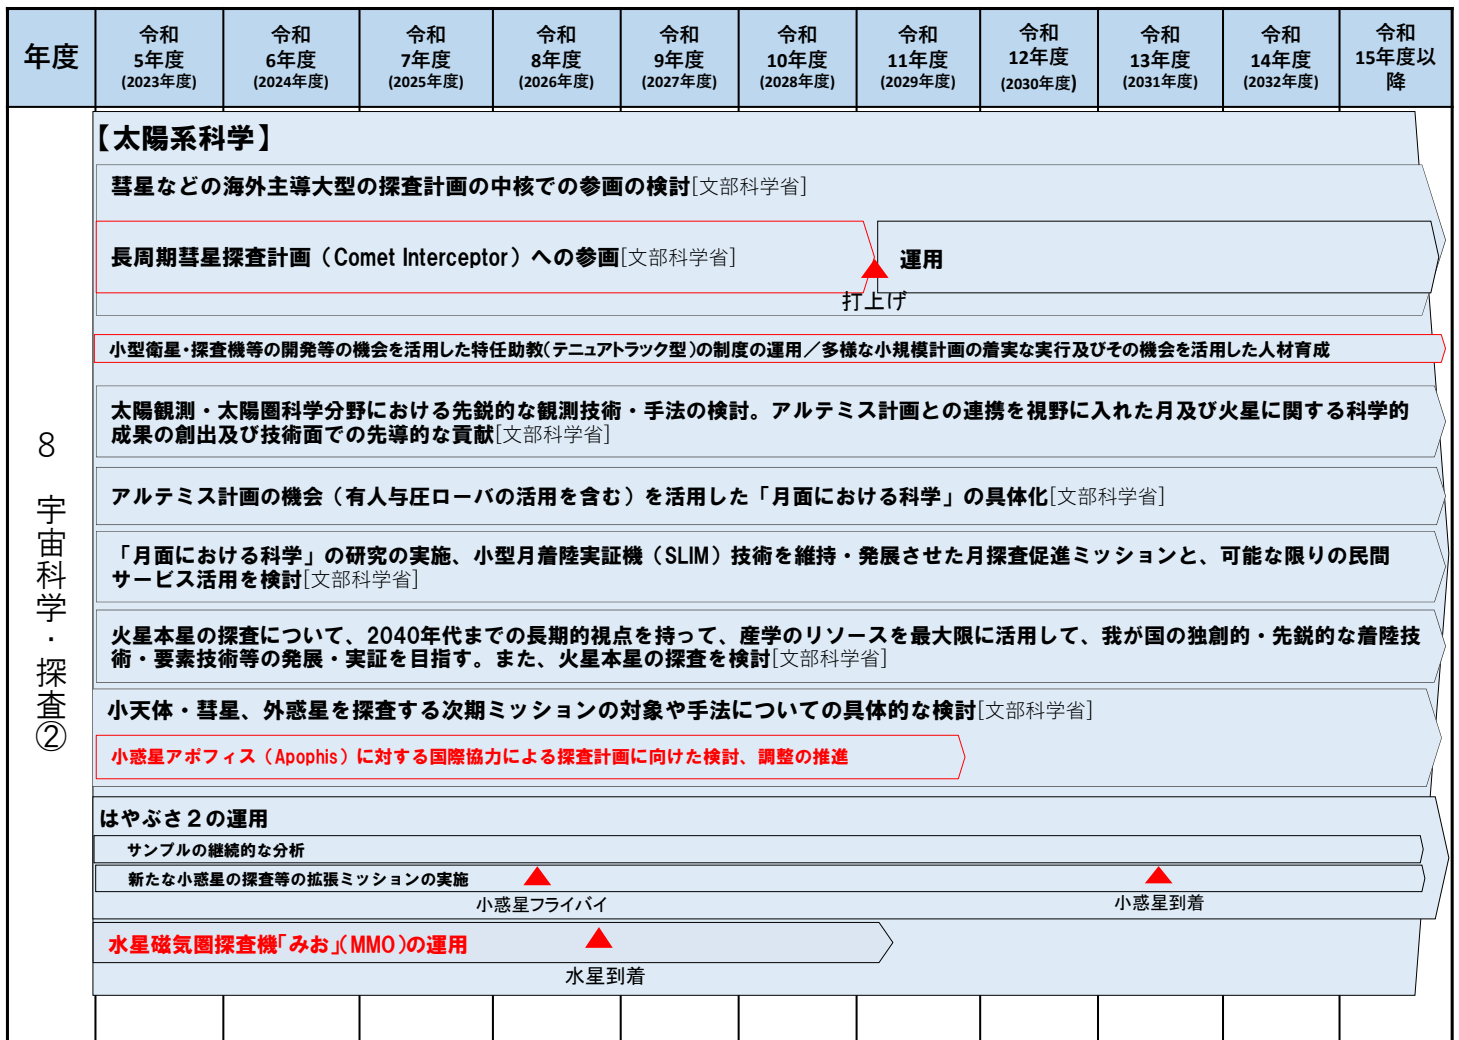 年度
令和
5年度
(2023年度)
令和
6年度
(2024年度)
令和
7年度
(2025年度)
令和
8年度
(2026年度)
令和
9年度
(2027年度)
令和
10年度
(2028年度)
令和
11年度
(2029年度)
令和
12年度
(2030年度)
令和
13年度
(2031年度)
令和
14年度
(2032年度)
令和
15年度以
降
8 宇宙科学・探査②
【太陽系科学】
彗星などの海外主導大型の探査計画の中核での参画の検討[文部科学省]
長周期彗星探査計画（Comet Interceptor）への参画[文部科学省]
運用
打上げ
小型衛星・探査機等の開発等の機会を活用した特任助教(テニュアトラック型)の制度の運用／多様な小規模計画の着実な実行及びその機会を活用した人材育成
太陽観測・太陽圏科学分野における先鋭的な観測技術・手法の検討。アルテミス計画との連携を視野に入れた月及び火星に関する科学的
成果の創出及び技術面での先導的な貢献[文部科学省]
アルテミス計画の機会（有人与圧ローバの活用を含む）を活用した「月面における科学」の具体化[文部科学省]
「月面における科学」の研究の実施、小型月着陸実証機（SLIM）技術を維持・発展させた月探査促進ミッションと、可能な限りの民間
サービス活用を検討[文部科学省]
火星本星の探査について、2040年代までの長期的視点を持って、産学のリソースを最大限に活用して、我が国の独創的・先鋭的な着陸技
術・要素技術等の発展・実証を目指す。また、火星本星の探査を検討[文部科学省]
小天体・彗星、外惑星を探査する次期ミッションの対象や手法についての具体的な検討[文部科学省]
小惑星アポフィス（Apophis）に対する国際協力による探査計画に向けた検討、調整の推進
はやぶさ２の運用
サンプルの継続的な分析
新たな小惑星の探査等の拡張ミッションの実施
小惑星フライバイ
小惑星到着
水星磁気圏探査機「みお」(MMO)の運用
水星到着